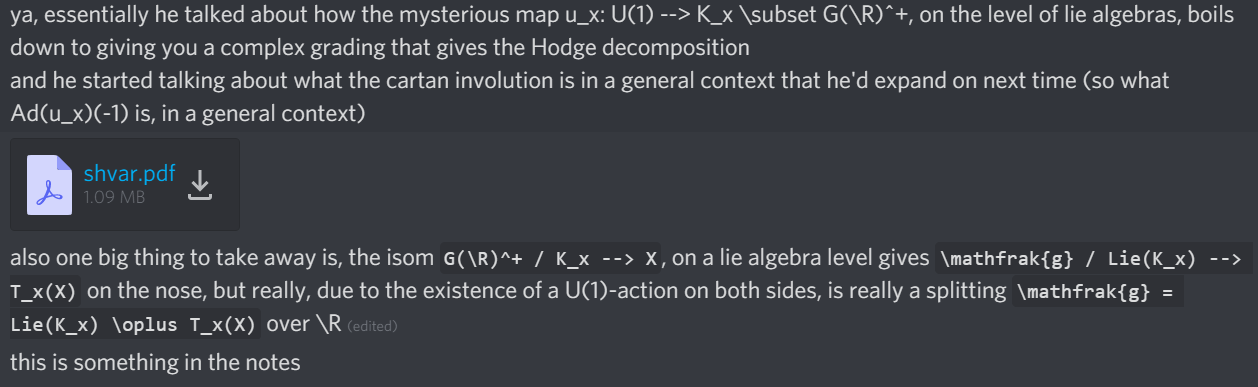 ya, essentially he talked about how the mysterious map u_x: U(1) --> K_x \subset G(\R)^+, on the level of lie algebras, boils
down to giving you a complex grading that gives the Hodge decomposition
and he started talking about what the cartan involution is in a general context that he'd expand on next time (so what
Ad(u_x)(-1) is, in a general context)
shvar.pdf
1.09 MB
also one big thing to take away is, the isom G(\R)^+ / K_x --> X, on a lie algebra level gives \mathfrak{g} / Lie(K_x) -->
T_x(X) on the nose, but really, due to the existence of a U(1)-action on both sides, is really a splitting \mathfrak{g} =
Lie(K_x) \oplus T_x(X) over \R (edited)
this is something in the notes